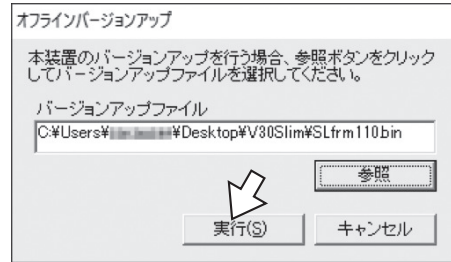 オフラインバージョンアップ
本装置のバージョンアップを行う場合、参照ボタンをクリック
してバージョンアップファイルを選択してください。
バージョンアップファイル
C:¥Users¥ ¥Desktop¥V30Slim¥SLfrm110.bin
参照
実行(S)
キャンセル